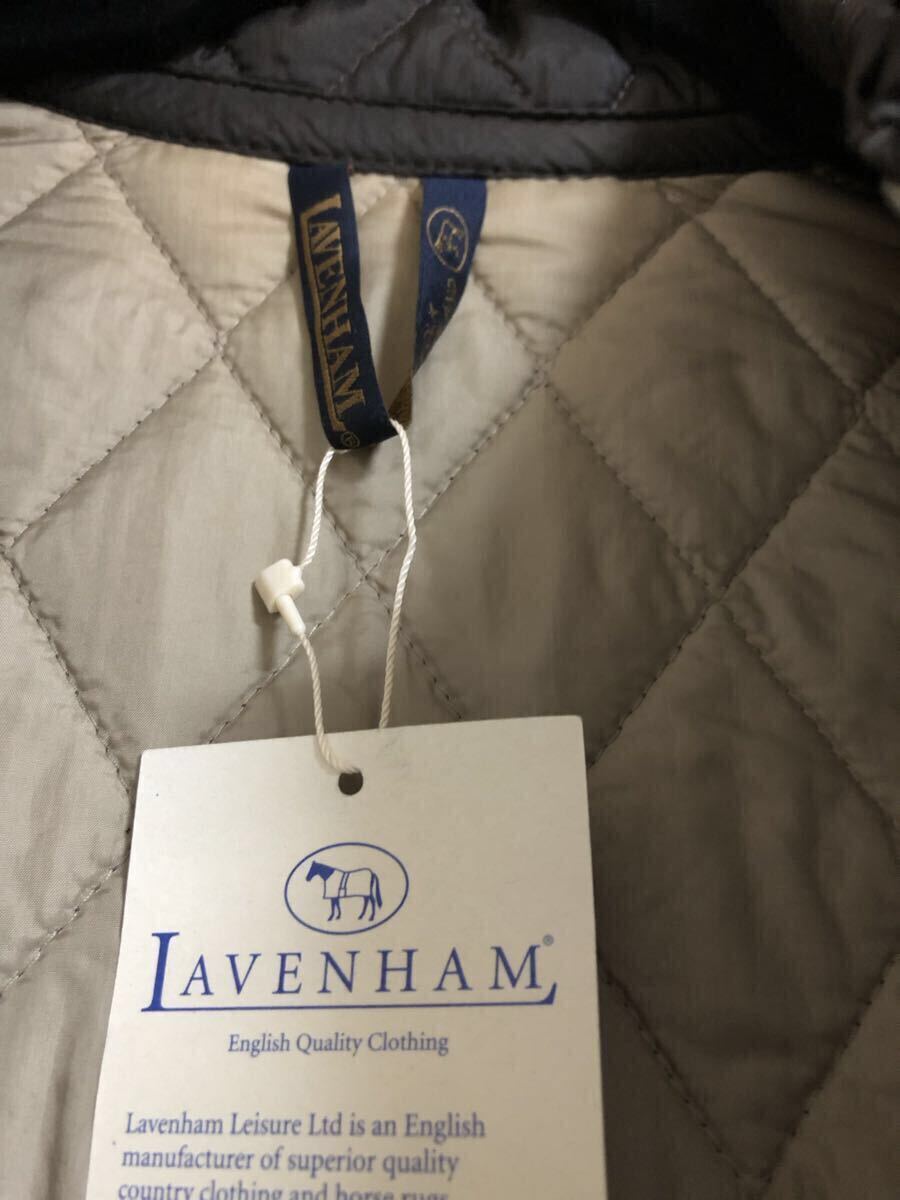 LAVENHAM®
LAVENHAM®
English Quality Clothing
Lavenham Leisure Ltd is an English
manufacturer of superior quality
country clothing and horse rugs